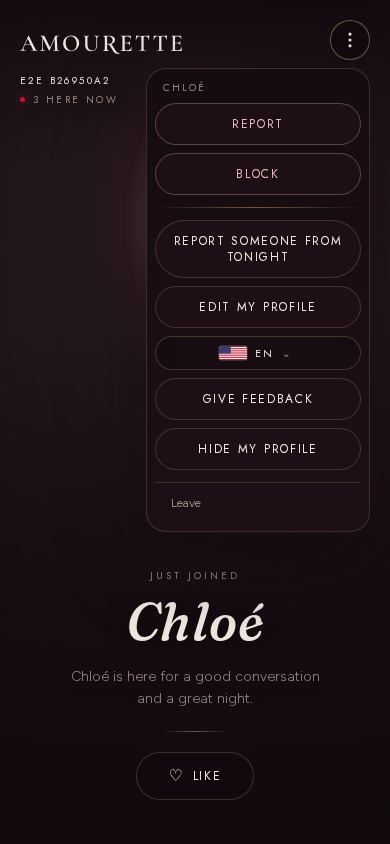 AMOURETTE
E2E B26950A2
3 HERE NOW
CHLOÉ
REPORT
BLOCK
REPORT SOMEONE FROM
TONIGHT
EDIT MY PROFILE
EN
GIVE FEEDBACK
HIDE MY PROFILE
Leave
JUST JOINED
Chloé
Chloé is here for a good conversation
and a great night.
♡ LIKE